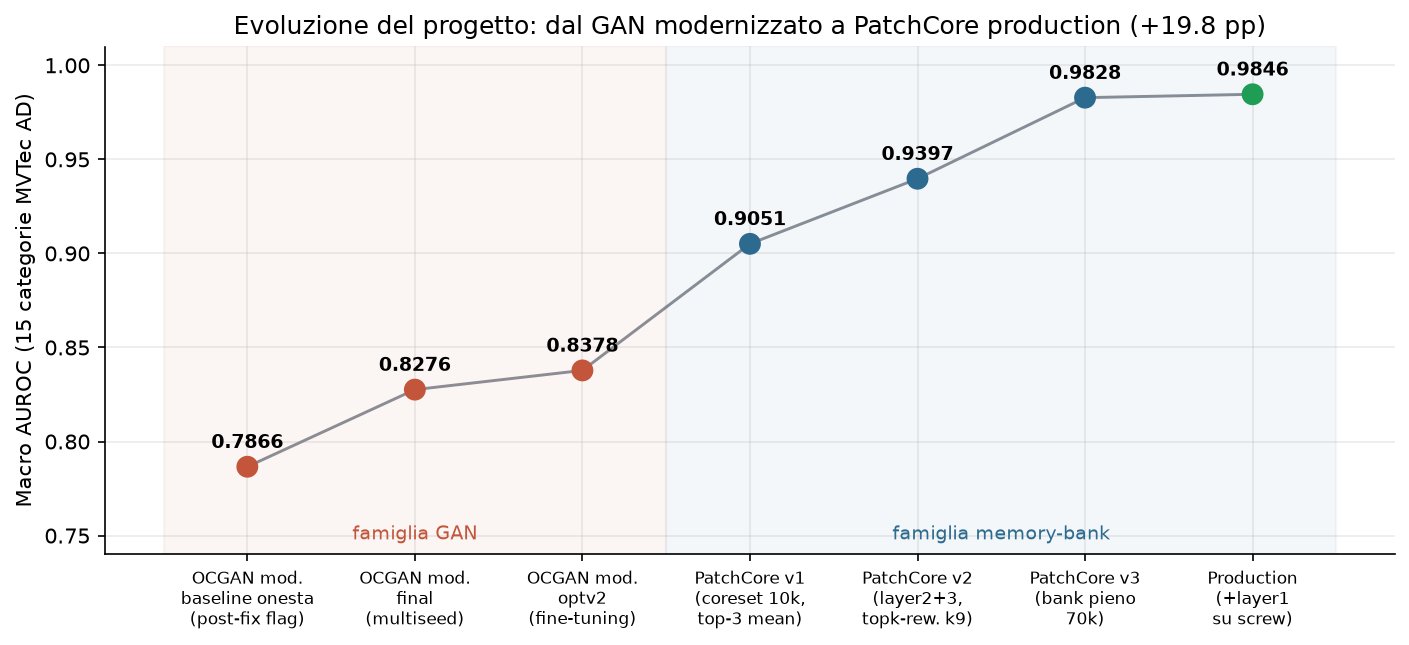 Evoluzione del progetto: dal GAN modernizzato a PatchCore production (+19.8 pp)
Macro AUROC (15 categorie MVTec AD)
1.00
0.95
0.90
0.85
0.80
0.75
0.7866
0.8276
0.8378
0.9051
0.9397
0.9828
0.9846
famiglia GAN
famiglia memory-bank
OCGAN mod.
baseline onesta
(post-fix flag)
OCGAN mod.
final
(multiseed)
OCGAN mod.
optv2
(fine-tuning)
PatchCore v1
(coreset 10k,
top-3 mean)
PatchCore v2
(layer2+3,
topk-rew. k9)
PatchCore v3
(bank pieno
70k)
Production
(+layer1
su screw)